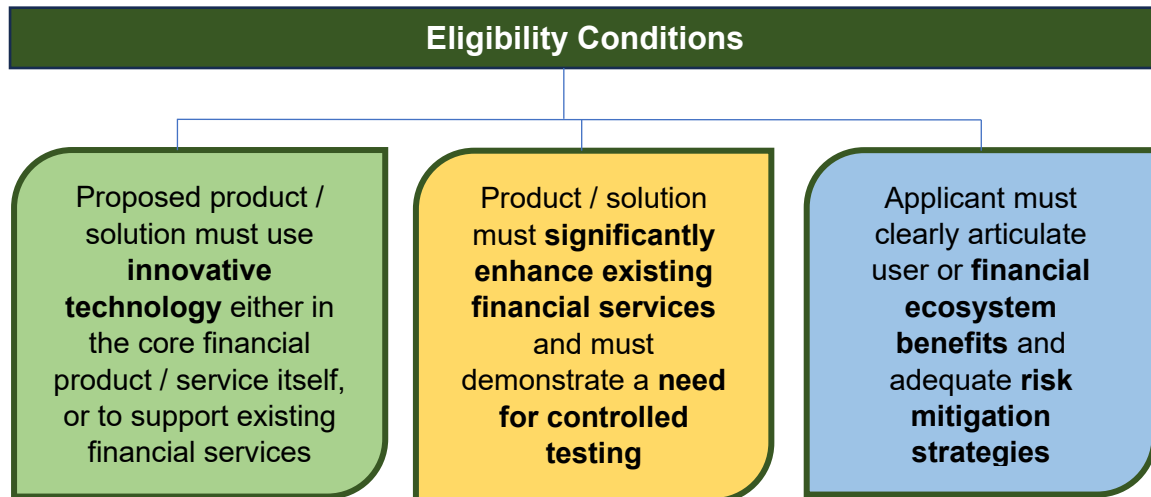 Eligibility Conditions
Proposed product /
solution must use
innovative
technology either in
the core financial
product / service itself,
or to support existing
financial services
Product / solution
must significantly
enhance existing
financial services
and must
demonstrate a need
for controlled
testing
Applicant must
clearly articulate
user or financial
ecosystem
benefits and
adequate risk
mitigation
strategies